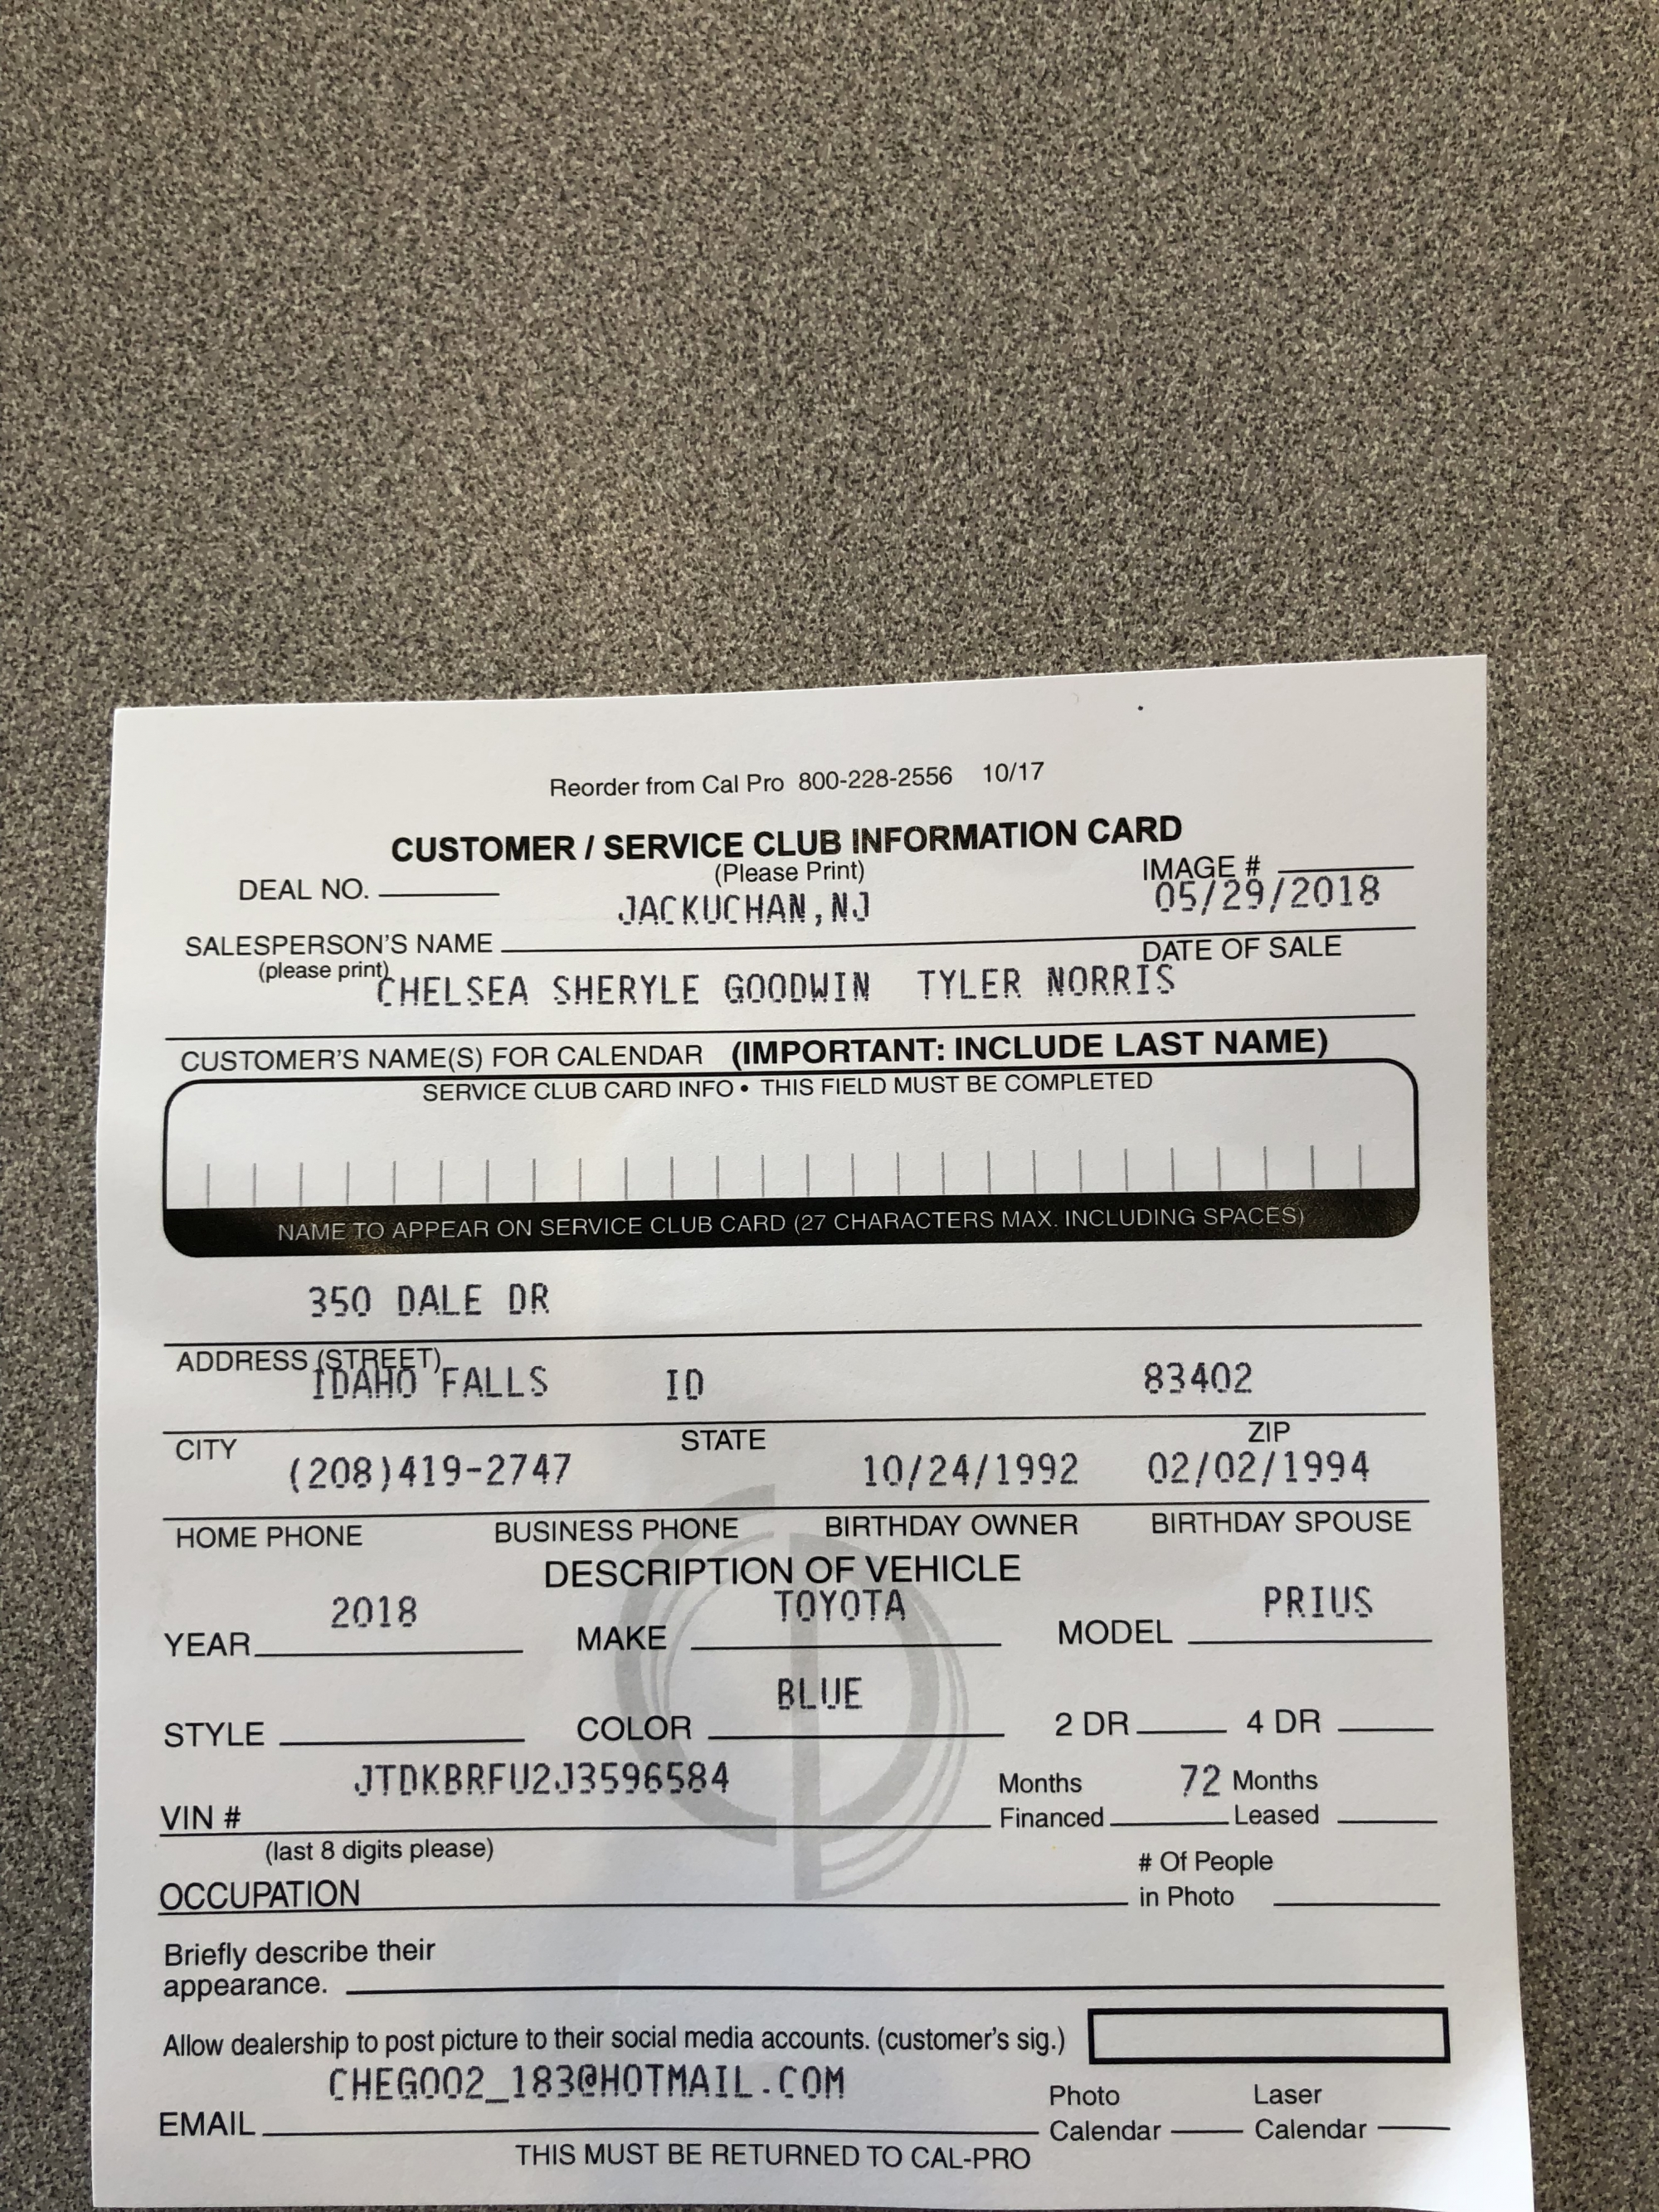 Reorder from Cal Pro 800-228-2556 10/17
CUSTOMER / SERVICE CLUB INFORMATION CARD
(Please Print)
DEAL NO.
IMAGE #
JACKUCHAN,NJ
05/29/2018
SALESPERSON'S NAME
DATE OF SALE
(please print)
CHELSEA SHERYLE GOODWIN TYLER NORRIS
CUSTOMER'S NAME(S) FOR CALENDAR (IMPORTANT: INCLUDE LAST NAME)
SERVICE CLUB CARD INFO • THIS FIELD MUST BE COMPLETED
NAME TO APPEAR ON SERVICE CLUB CARD (27 CHARACTERS MAX. INCLUDING SPACES)
350 DALE DR
ADDRESS (STREET)
IDAHO FALLS ID 83402
CITY STATE ZIP
(208)419-2747 10/24/1992 02/02/1994
HOME PHONE BUSINESS PHONE BIRTHDAY OWNER BIRTHDAY SPOUSE
DESCRIPTION OF VEHICLE
2018 TOYOTA PRIUS
YEAR MAKE MODEL
BLUE
STYLE COLOR 2 DR 4 DR
JTDKBRFU2J3596584
Months 72 Months
VIN # Financed Leased
(last 8 digits please)
# Of People
OCCUPATION in Photo
Briefly describe their
appearance.
Allow dealership to post picture to their social media accounts. (customer's sig.)
CHEGOO2_183@HOTMAIL.COM
Photo Laser
EMAIL Calendar Calendar
THIS MUST BE RETURNED TO CAL-PRO